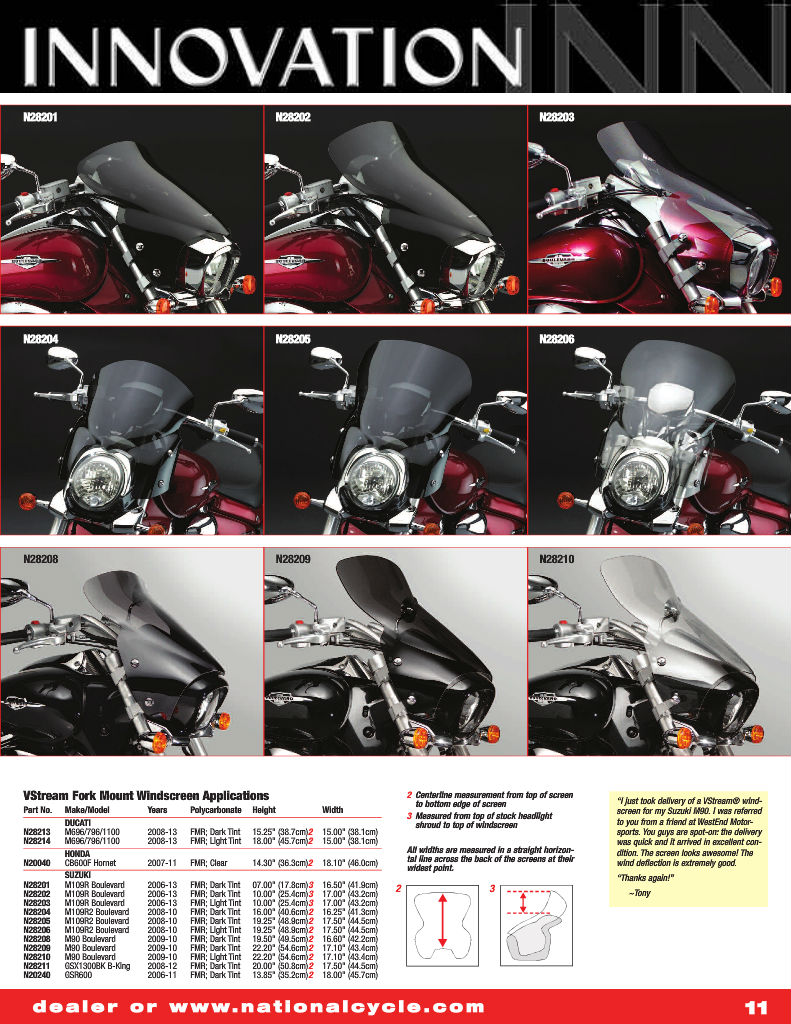 INNOVATION INN
N28201
N28202
N28203
BOULEVARD
BOULEVARD
BOULEVARD
N28204
N28205
N28206
N28208
N28209
N28210
BOULEVARD
BOULEVARD
VStream Fork Mount Windscreen Applications
Part No. Make/Model Years Polycarbonate Height Width
DUCATI
N28213 M696/796/1100 2008-13 FMR; Dark Tint 15.25" (38.7cm)2 15.00" (38.1cm)
N28214 M696/796/1100 2008-13 FMR; Light Tint 18.00" (45.7cm)2 15.00" (38.1cm)
HONDA
N20040 CB600F Hornet 2007-11 FMR; Clear 14.30" (36.3cm)2 18.10" (46.0cm)
SUZUKI
N28201 M109R Boulevard 2006-13 FMR; Dark Tint 07.00" (17.8cm)3 16.50" (41.9cm)
N28202 M109R Boulevard 2006-13 FMR; Dark Tint 10.00" (25.4cm)3 17.00" (43.2cm)
N28203 M109R Boulevard 2006-13 FMR; Light Tint 10.00" (25.4cm)3 17.00" (43.2cm)
N28204 M109R2 Boulevard 2008-10 FMR; Dark Tint 16.00" (40.6cm)2 16.25" (41.3cm)
N28205 M109R2 Boulevard 2008-10 FMR; Dark Tint 19.25" (48.9cm)2 17.50" (44.5cm)
N28206 M109R2 Boulevard 2008-10 FMR; Light Tint 19.25" (48.9cm)2 17.50" (44.5cm)
N28208 M90 Boulevard 2009-10 FMR; Dark Tint 19.50" (49.5cm)2 16.60" (42.2cm)
N28209 M90 Boulevard 2009-10 FMR; Dark Tint 22.20" (54.6cm)2 17.10" (43.4cm)
N28210 M90 Boulevard 2009-10 FMR; Light Tint 22.20" (54.6cm)2 17.10" (43.4cm)
N28211 GSX1300BK B-King 2008-12 FMR; Dark Tint 20.00" (50.8cm)2 17.50" (44.5cm)
N20240 GSR600 2006-11 FMR; Dark Tint 13.85" (35.2cm)2 18.00" (45.7cm)
2 Centerline measurement from top of screen
to bottom edge of screen
3 Measured from top of stock headlight
shroud to top of windscreen
All widths are measured in a straight horizon-
tal line across the back of the screens at their
widest point.
2
3
"I just took delivery of a VStream® wind-
screen for my Suzuki M90. I was referred
to you from a friend at WestEnd Motor-
sports. You guys are spot-on: the delivery
was quick and it arrived in excellent con-
dition. The screen looks awesome! The
wind deflection is extremely good.
"Thanks again!"
~Tony
dealer or www.nationalcycle.com 11